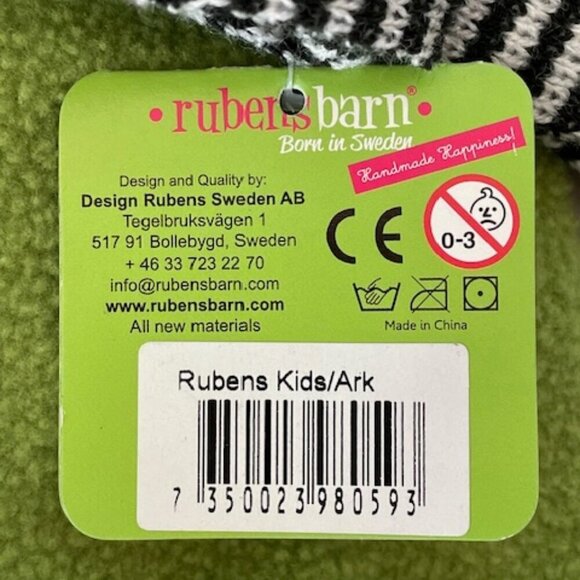 rubensbarn®
Born in Sweden
Handmade Happiness!
Design and Quality by:
Design Rubens Sweden AB
Tegelbruksvägen 1
517 91 Bollebygd, Sweden
+ 46 33 723 22 70
info@rubensbarn.com
www.rubensbarn.com
All new materials
CE
0-3
Made in China
Rubens Kids/Ark
7 350023 980593